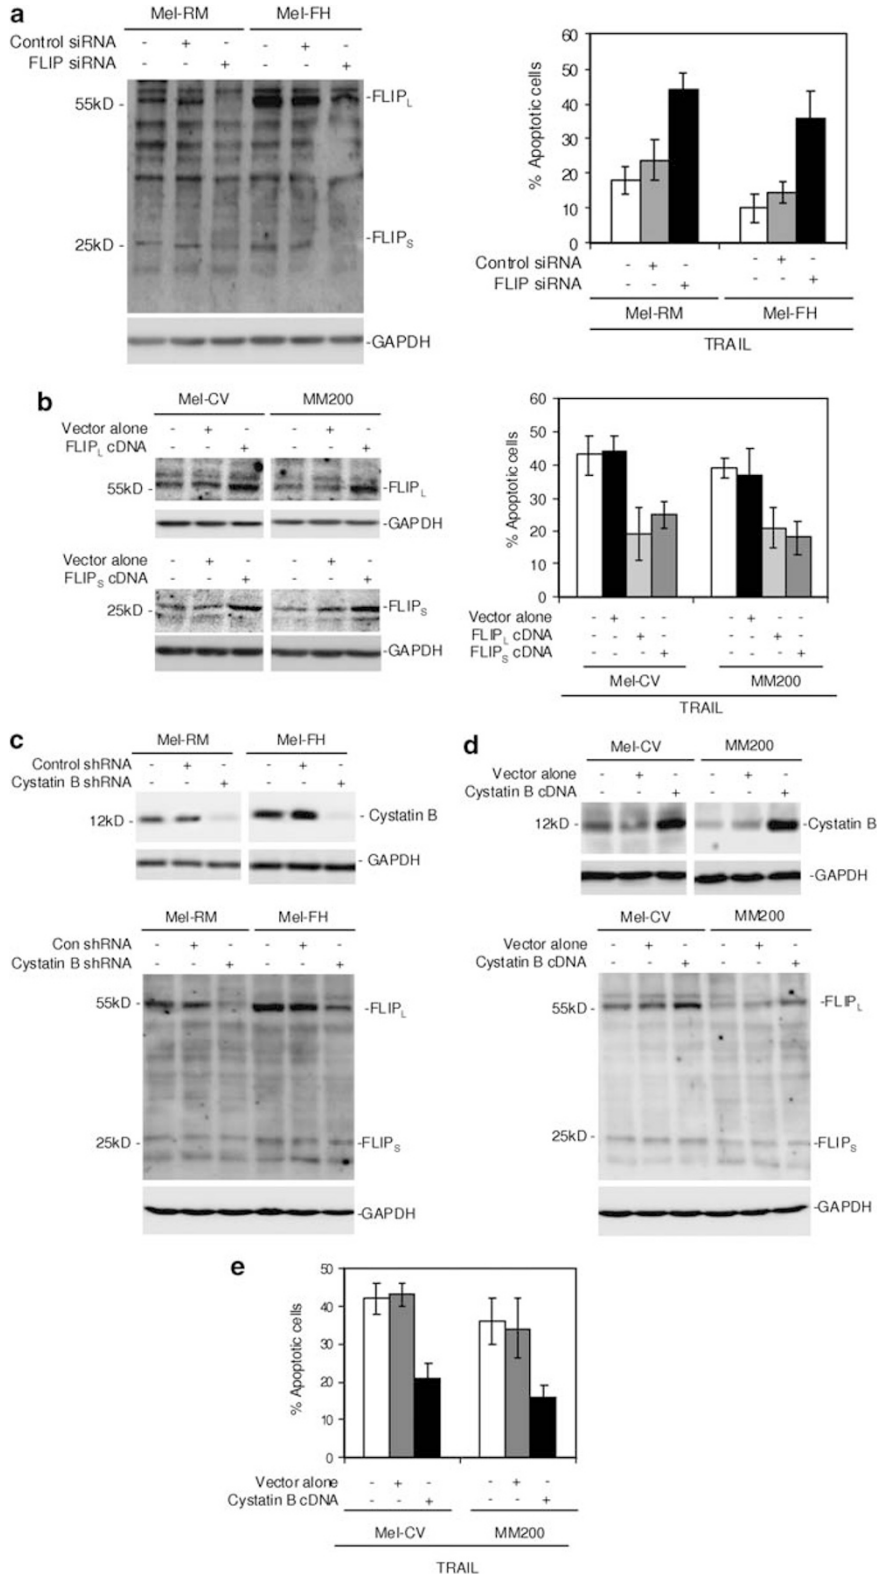 a
Mel-RM Mel-FH
Control siRNA - + - - + -
FLIP siRNA - - + - - +
55kD - -FLIPL
25kD - -FLIPS
-GAPDH
% Apoptotic cells
60
50
40
30
20
10
0
Control siRNA - + - - + -
FLIP siRNA - - + - - +
Mel-RM Mel-FH
TRAIL
b
Mel-CV MM200
Vector alone - + - - + -
FLIPL cDNA - - + - - +
55kD - -FLIPL
-GAPDH
Vector alone - + - - + -
FLIPS cDNA - - + - - +
25kD - -FLIPS
-GAPDH
% Apoptotic cells
60
50
40
30
20
10
0
Vector alone - + - - - + - -
FLIPL cDNA - - + - - - + -
FLIPS cDNA - - - + - - - +
Mel-CV MM200
TRAIL
c
Mel-RM Mel-FH
Control shRNA - + - - + -
Cystatin B shRNA - - + - - +
12kD - - Cystatin B
- GAPDH
Mel-RM Mel-FH
Con shRNA - + - - + -
Cystatin B shRNA - - + - - +
55kD - -FLIPL
25kD - -FLIPS
-GAPDH
d
Mel-CV MM200
Vector alone - + - - + -
Cystatin B cDNA - - + - - +
12kD - -Cystatin B
-GAPDH
Mel-CV MM200
Vector alone - + - - + -
Cystatin B cDNA - - + - - +
55kD - -FLIPL
25kD - -FLIPS
-GAPDH
e
% Apoptotic cells
50
40
30
20
10
0
Vector alone - + - - + -
Cystatin B cDNA - - + - - +
Mel-CV MM200
TRAIL